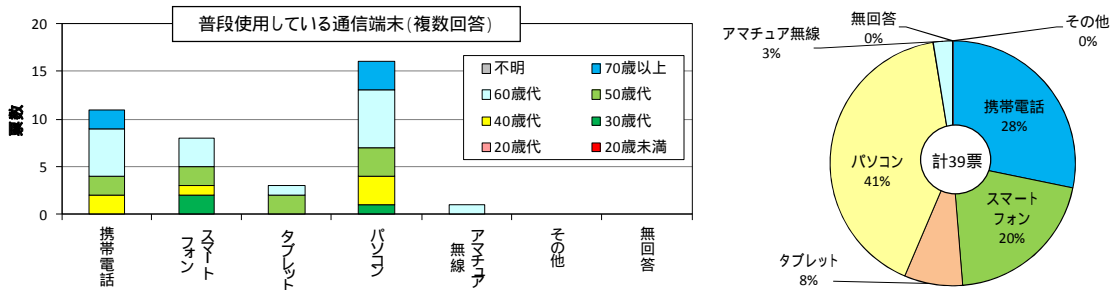 普段使用している通信端末（複数回答）
票数
20
15
10
5
0
不明
70歳以上
60歳代
50歳代
40歳代
30歳代
20歳代
20歳未満
携帯電話
スマート
フォン
タブレット
パソコン
アマチュア
無線
その他
無回答
アマチュア無線
3%
無回答
0%
その他
0%
携帯電話
28%
パソコン
41%
計39票
スマート
フォン
20%
タブレット
8%